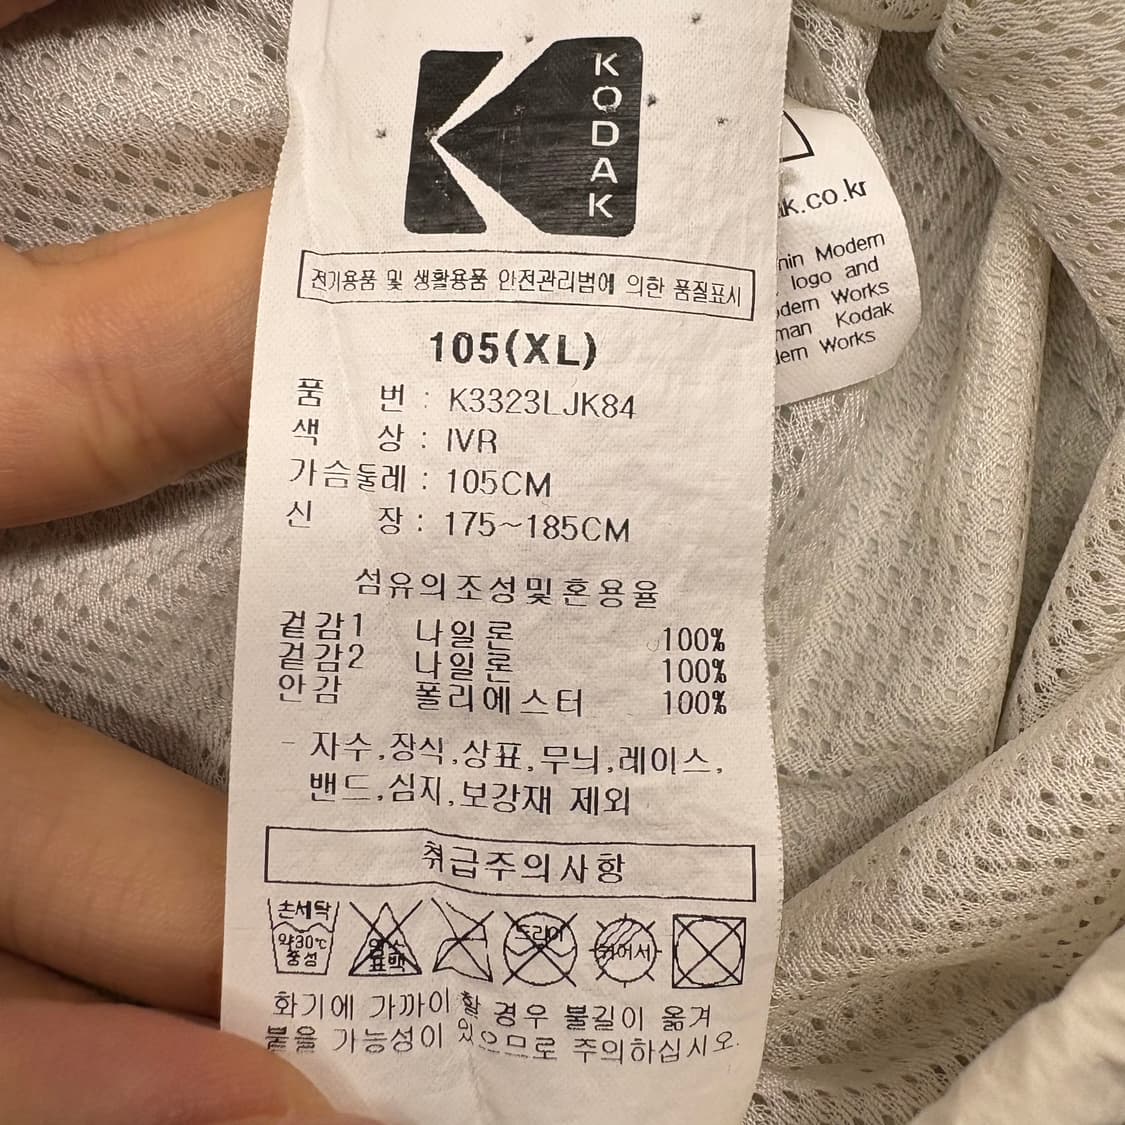 KODAK
전기용품 및 생활용품 안전관리법에 의한 품질표시
105(XL)
품 번 : K3323LJK84
색 상 : IVR
가슴둘레 : 105CM
신 장 : 175~185CM
섬유의조성및혼용율
겉감1 나일론 100%
겉감2 나일론 100%
안감 폴리에스터 100%
- 자수,장식,상표,무늬,레이스,
밴드,심지,보강재 제외
취급주의사항
손세탁
약30℃
중성
염소
표백
드라이
뉘어서
화기에 가까이 할 경우 불길이 옮겨
붙을 가능성이 있으므로 주의하십시오.
.co.kr
Modern
logo and
Works
Kodak
Works